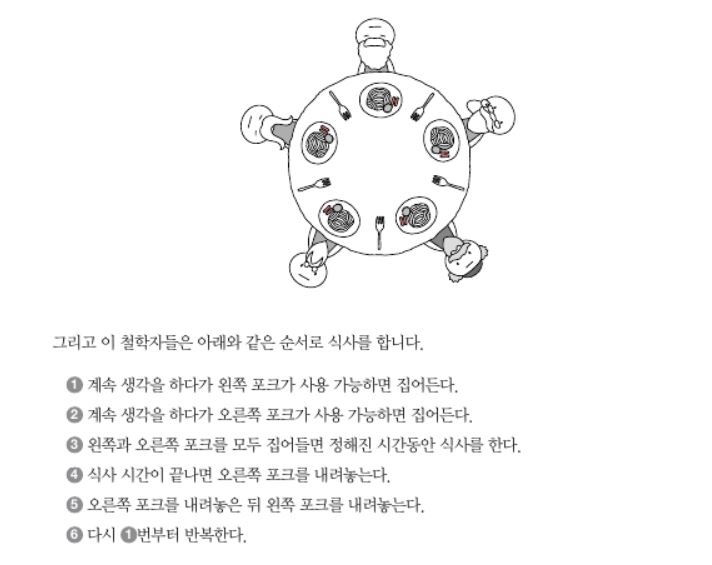 그리고 이 철학자들은 아래와 같은 순서로 식사를 합니다.
❶ 계속 생각을 하다가 왼쪽 포크가 사용 가능하면 집어든다.
❷ 계속 생각을 하다가 오른쪽 포크가 사용 가능하면 집어든다.
❸ 왼쪽과 오른쪽 포크를 모두 집어들면 정해진 시간동안 식사를 한다.
❹ 식사 시간이 끝나면 오른쪽 포크를 내려놓는다.
❺ 오른쪽 포크를 내려놓은 뒤 왼쪽 포크를 내려놓는다.
❻ 다시 ❶번부터 반복한다.